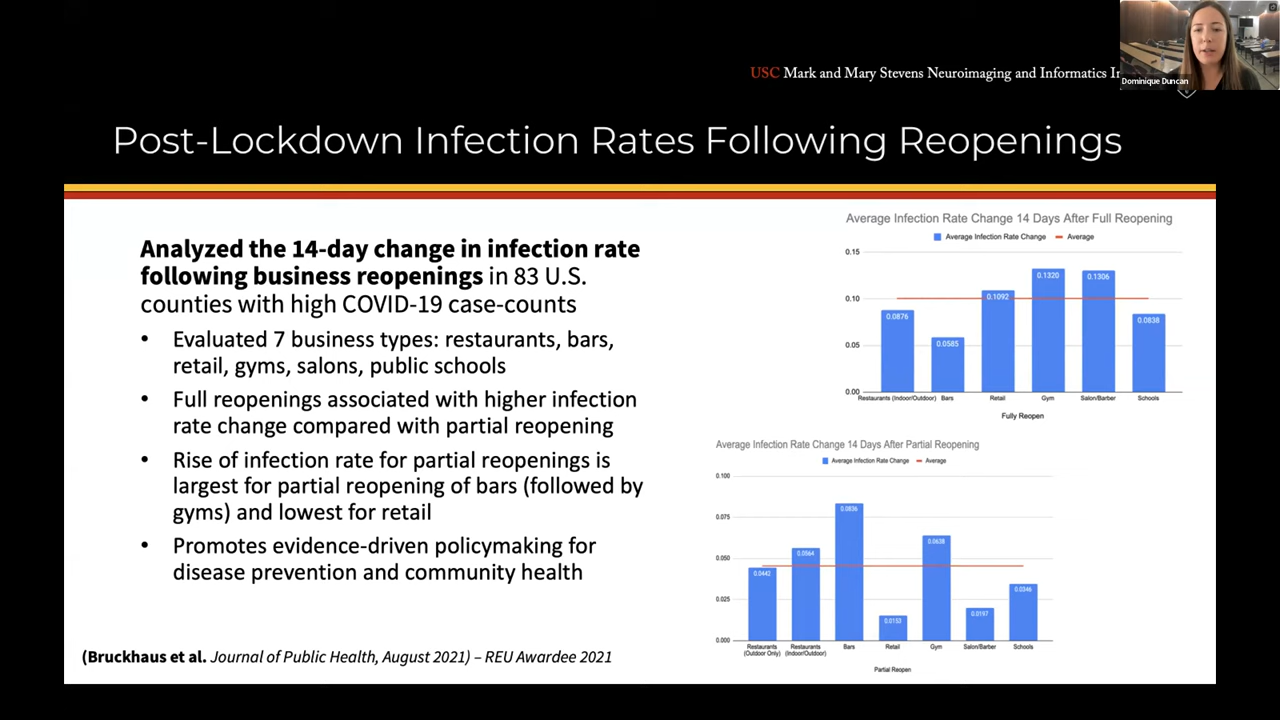 USC Mark and Mary Stevens Neuroimaging and Informatics
Dominique Duncan
Post-Lockdown Infection Rates Following Reopenings
Analyzed the 14-day change in infection rate
following business reopenings in 83 U.S.
counties with high COVID-19 case-counts
• Evaluated 7 business types: restaurants, bars,
retail, gyms, salons, public schools
• Full reopenings associated with higher infection
rate change compared with partial reopening
• Rise of infection rate for partial reopenings is
largest for partial reopening of bars (followed by
gyms) and lowest for retail
• Promotes evidence-driven policymaking for
disease prevention and community health
(Bruckhaus et al. Journal of Public Health, August 2021) – REU Awardee 2021
Average Infection Rate Change 14 Days After Full Reopening
Average Infection Rate Change Average
0.15
0.10
0.05
0.00
0.0876
0.0585
0.1092
0.1320
0.1306
0.0838
Restaurants (Indoor/Outdoor) Bars Retail Gym Salon/Barber Schools
Fully Reopen
Average Infection Rate Change 14 Days After Partial Reopening
Average Infection Rate Change Average
0.100
0.075
0.050
0.025
0.000
0.0442
0.0564
0.0836
0.0153
0.0638
0.0197
0.0346
Restaurants Restaurants Bars Retail Gym Salon/Barber Schools
(Outdoor Only) (Indoor/Outdoor)
Partial Reopen